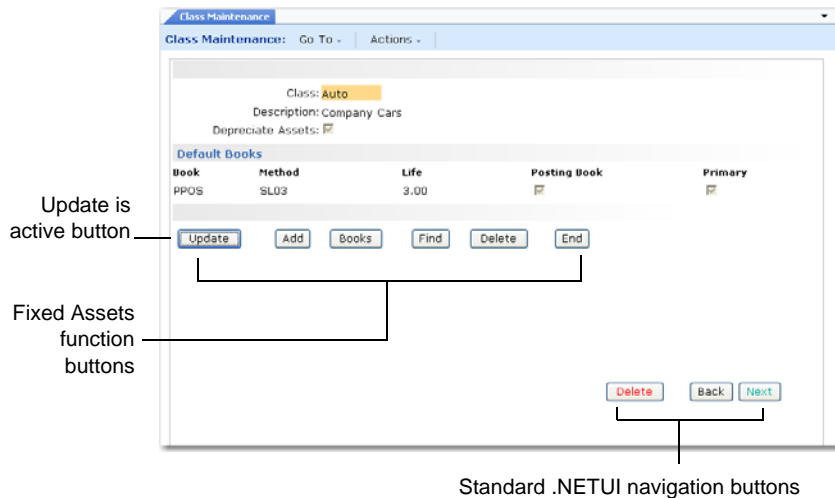 Class Maintenance
Class Maintenance: Go To Actions
Class: Auto
Description: Company Cars
Depreciate Assets:
Default Books
Book Method Life Posting Book Primary
PPOS SL03 3.00
Update is
active button
Update Add Books Find Delete End
Fixed Assets
function
buttons
Delete Back Next
Standard .NETUI navigation buttons